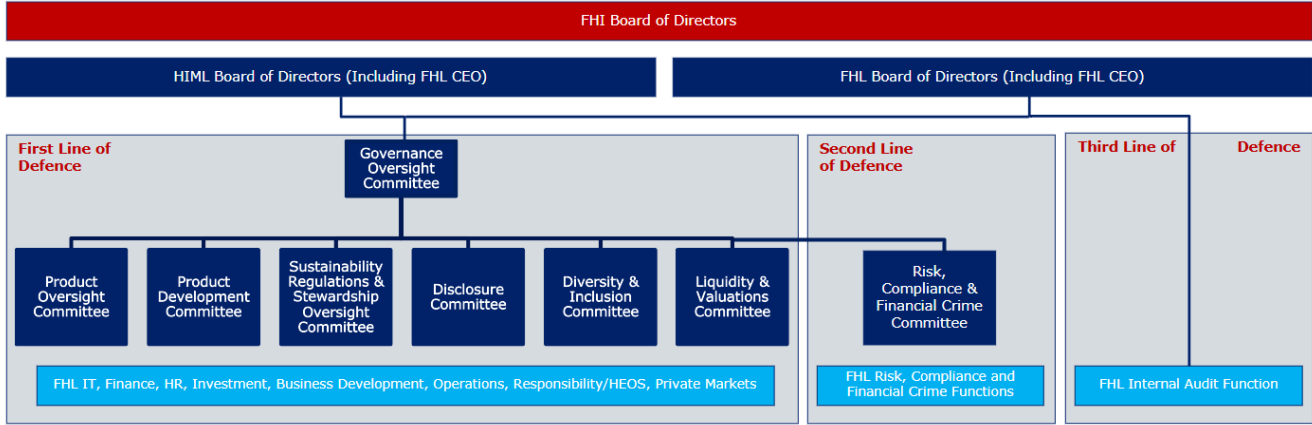 FHI Board of Directors
HIML Board of Directors (Including FHL CEO)
FHL Board of Directors (Including FHL CEO)
First Line of
Defence
Governance
Oversight
Committee
Second Line
of Defence
Third Line of Defence
Product
Oversight
Committee
Product
Development
Committee
Sustainability
Regulations &
Stewardship
Oversight
Committee
Disclosure
Committee
Diversity &
Inclusion
Committee
Liquidity &
Valuations
Committee
Risk,
Compliance &
Financial Crime
Committee
FHL IT, Finance, HR, Investment, Business Development, Operations, Responsibility/HEOS, Private Markets
FHL Risk, Compliance and
Financial Crime Functions
FHL Internal Audit Function